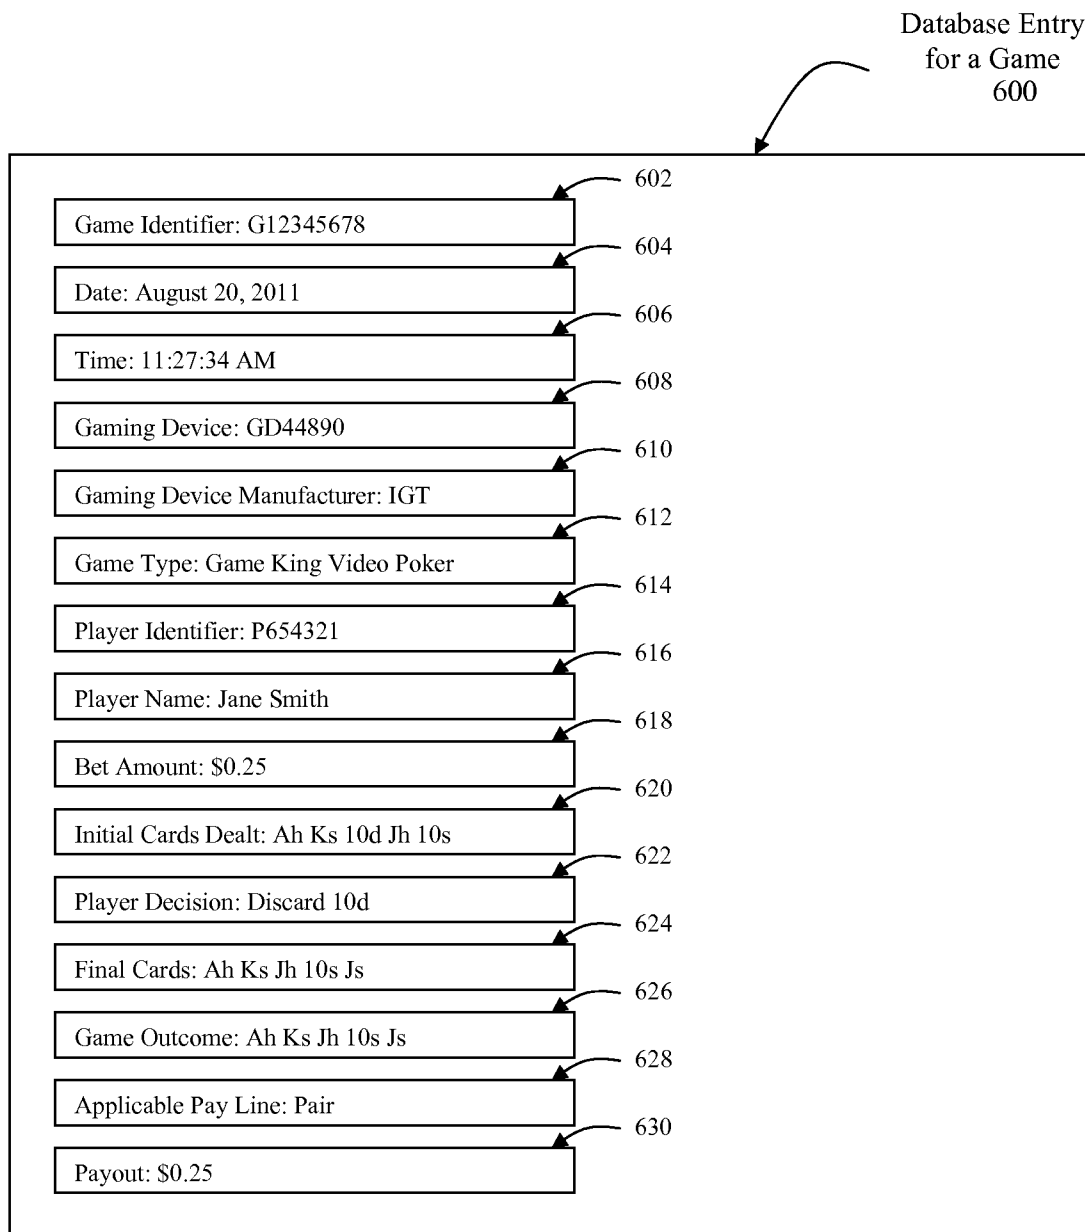 Database Entry
for a Game
600
602
Game Identifier: G12345678
604
Date: August 20, 2011
606
Time: 11:27:34 AM
608
Gaming Device: GD44890
610
Gaming Device Manufacturer: IGT
612
Game Type: Game King Video Poker
614
Player Identifier: P654321
616
Player Name: Jane Smith
618
Bet Amount: $0.25
620
Initial Cards Dealt: Ah Ks 10d Jh 10s
622
Player Decision: Discard 10d
624
Final Cards: Ah Ks Jh 10s Js
626
Game Outcome: Ah Ks Jh 10s Js
628
Applicable Pay Line: Pair
630
Payout: $0.25